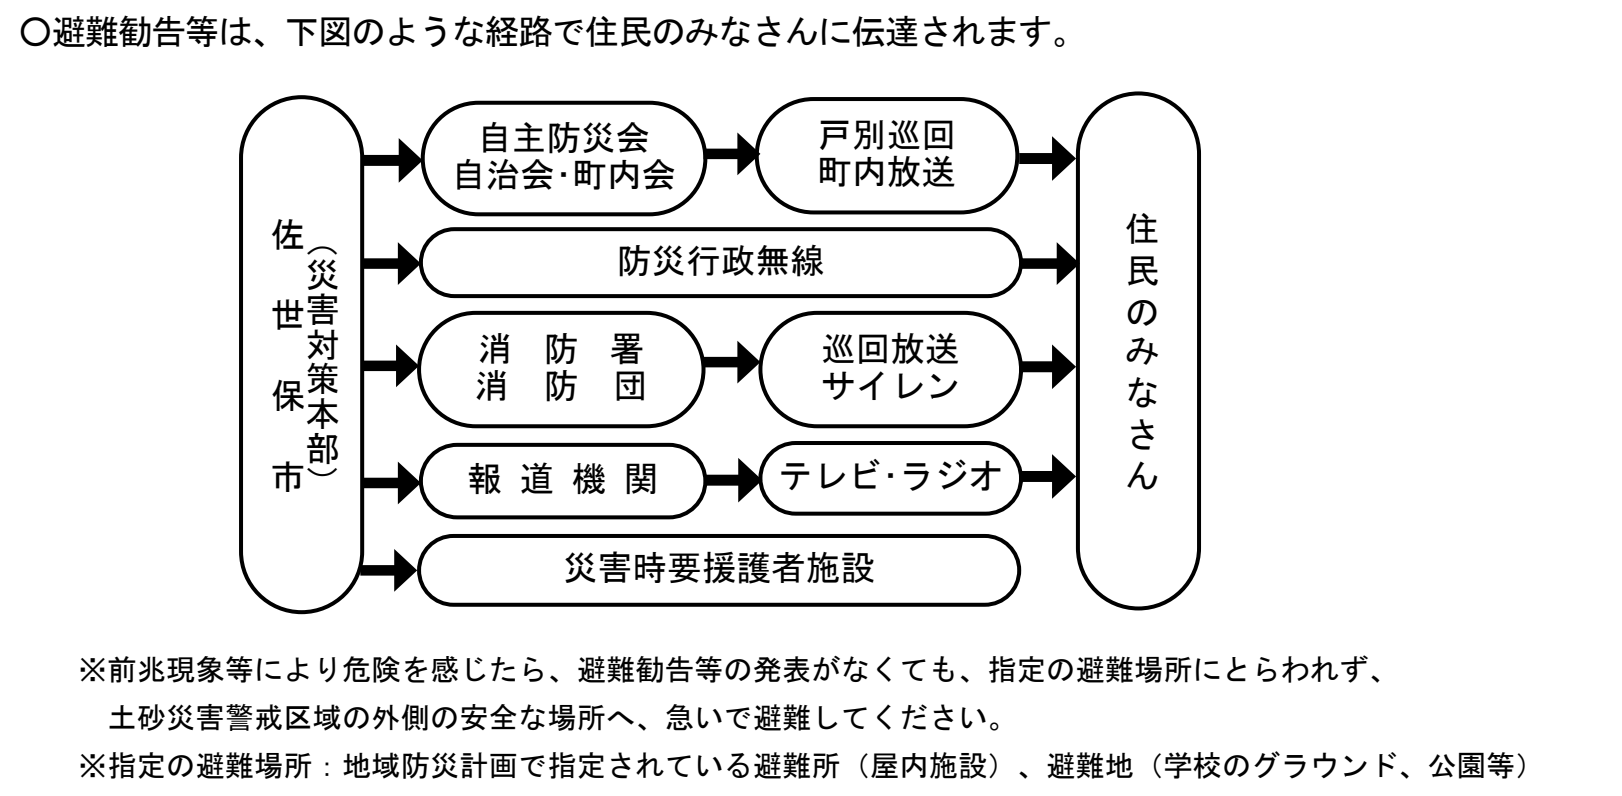 〇避難勧告等は、下図のような経路で住民のみなさんに伝達されます。
佐世保市
（災害対策本部）
自主防災会
自治会・町内会
戸別巡回
町内放送
防災行政無線
消防署
消防団
巡回放送
サイレン
報道機関
テレビ・ラジオ
災害時要援護者施設
住民のみなさん
※前兆現象等により危険を感じたら、避難勧告等の発表がなくても、指定の避難場所にとらわれず、
土砂災害警戒区域の外側の安全な場所へ、急いで避難してください。
※指定の避難場所：地域防災計画で指定されている避難所（屋内施設）、避難地（学校のグラウンド、公園等）